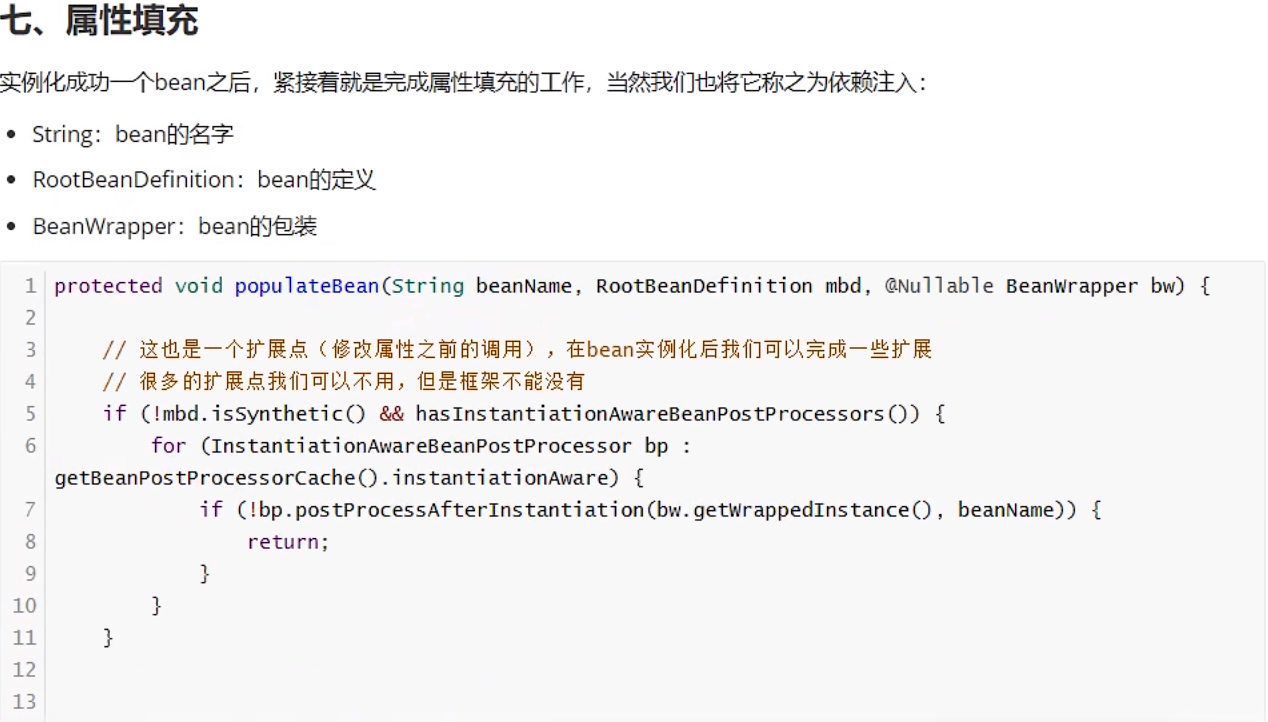 七、属性填充
实例化成功一个bean之后，紧接着就是完成属性填充的工作，当然我们也将它称之为依赖注入：
• String：bean的名字
• RootBeanDefinition：bean的定义
• BeanWrapper：bean的包装
1 protected void populateBean(String beanName, RootBeanDefinition mbd, @Nullable BeanWrapper bw) {
2
3     // 这也是一个扩展点（修改属性之前的调用），在bean实例化后我们可以完成一些扩展
4     // 很多的扩展点我们可以不用，但是框架不能没有
5     if (!mbd.isSynthetic() && hasInstantiationAwareBeanPostProcessors()) {
6         for (InstantiationAwareBeanPostProcessor bp :
getBeanPostProcessorCache().instantiationAware) {
7             if (!bp.postProcessAfterInstantiation(bw.getWrappedInstance(), beanName)) {
8                 return;
9             }
10         }
11     }
12
13